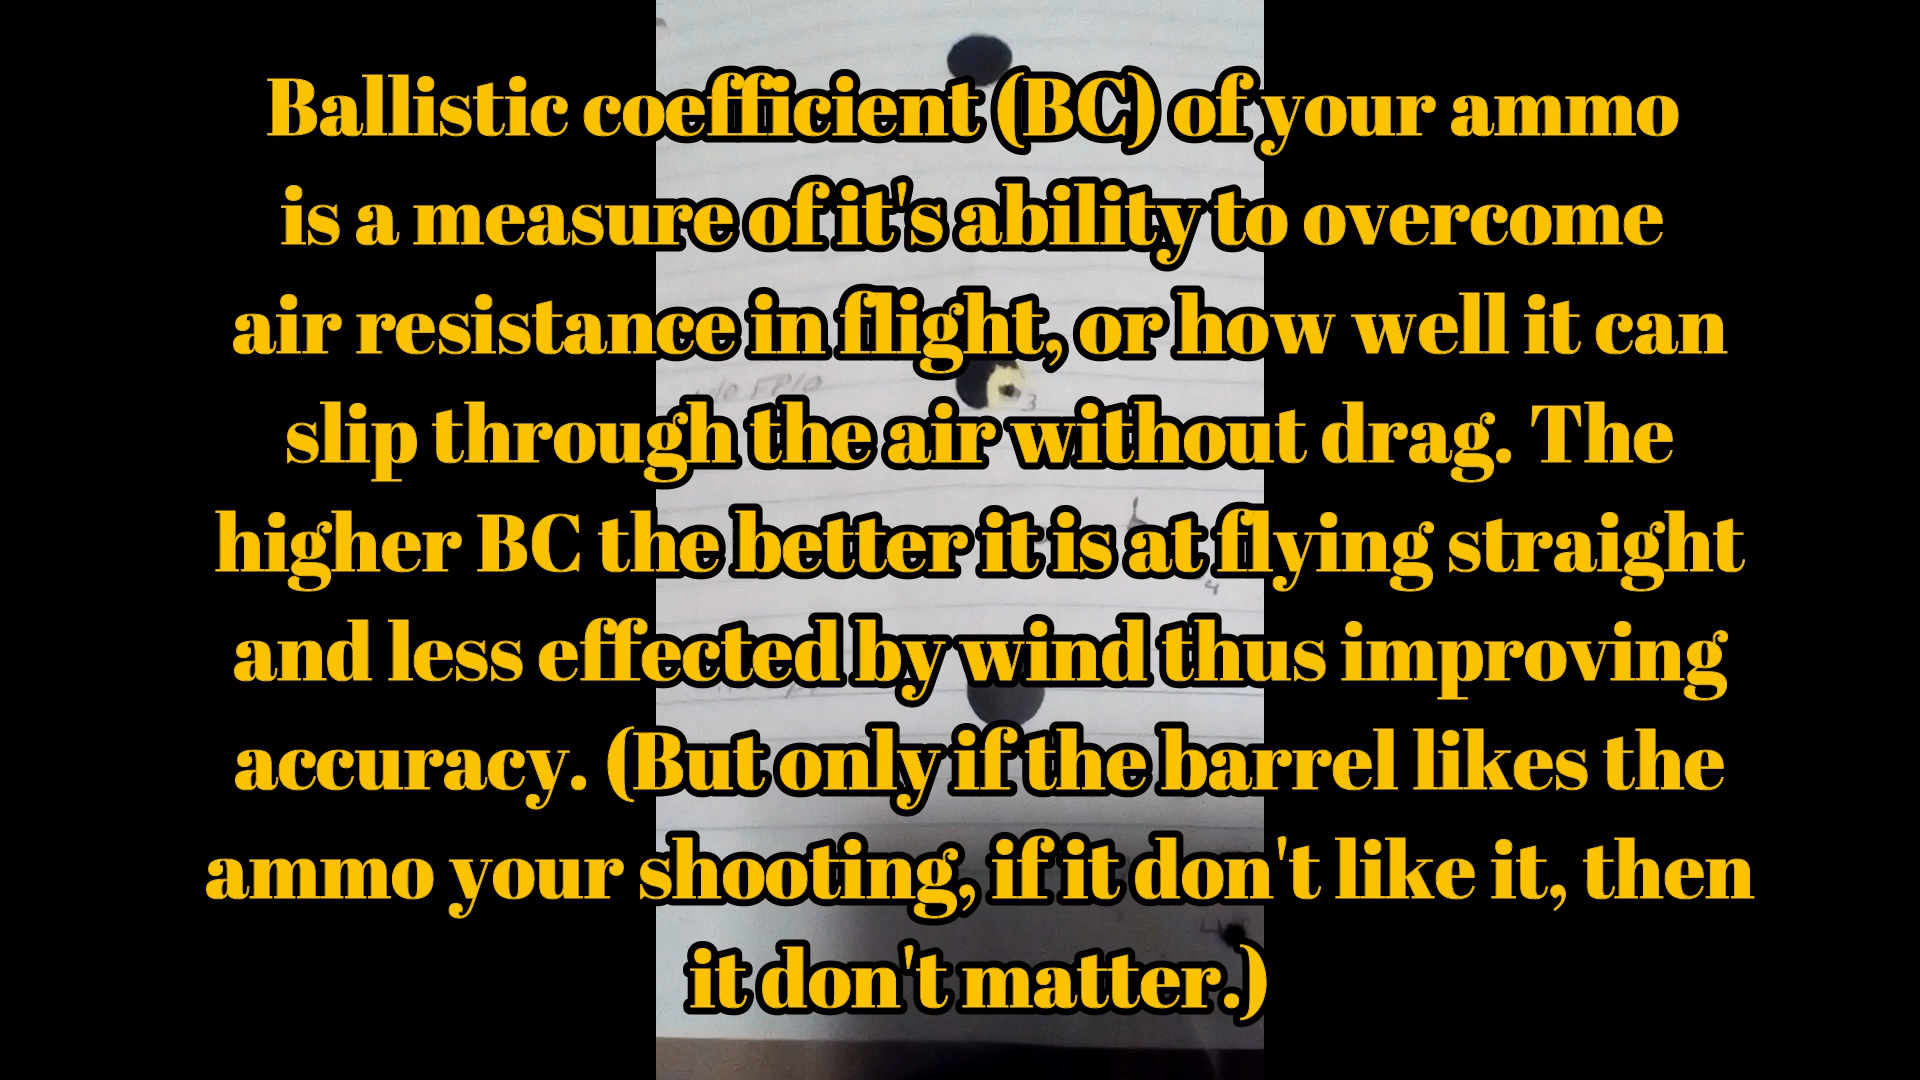 Ballistic coefficient (BC) of your ammo
is a measure of it's ability to overcome
air resistance in flight, or how well it can
slip through the air without drag. The
higher BC the better it is at flying straight
and less effected by wind thus improving
accuracy. (But only if the barrel likes the
ammo your shooting, if it don't like it, then
it don't matter.)
3
4
4